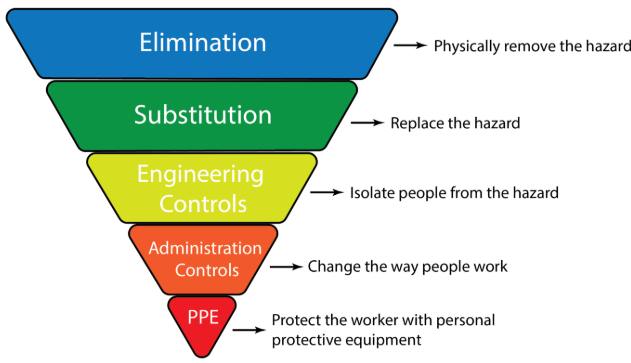 Elimination
Physically remove the hazard
Substitution
Replace the hazard
Engineering
Controls
Isolate people from the hazard
Administration
Controls
Change the way people work
PPE
Protect the worker with personal
protective equipment